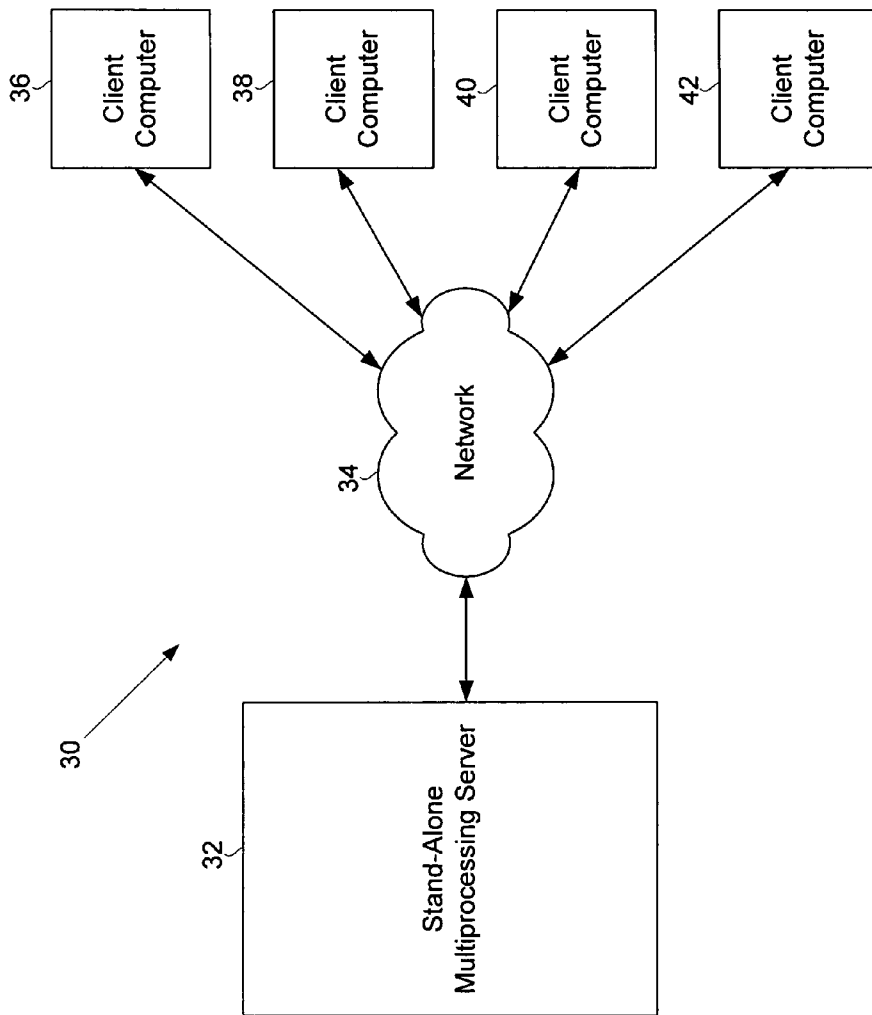 30
32
Stand-Alone
Multiprocessing Server
34
Network
36
Client
Computer
38
Client
Computer
40
Client
Computer
42
Client
Computer